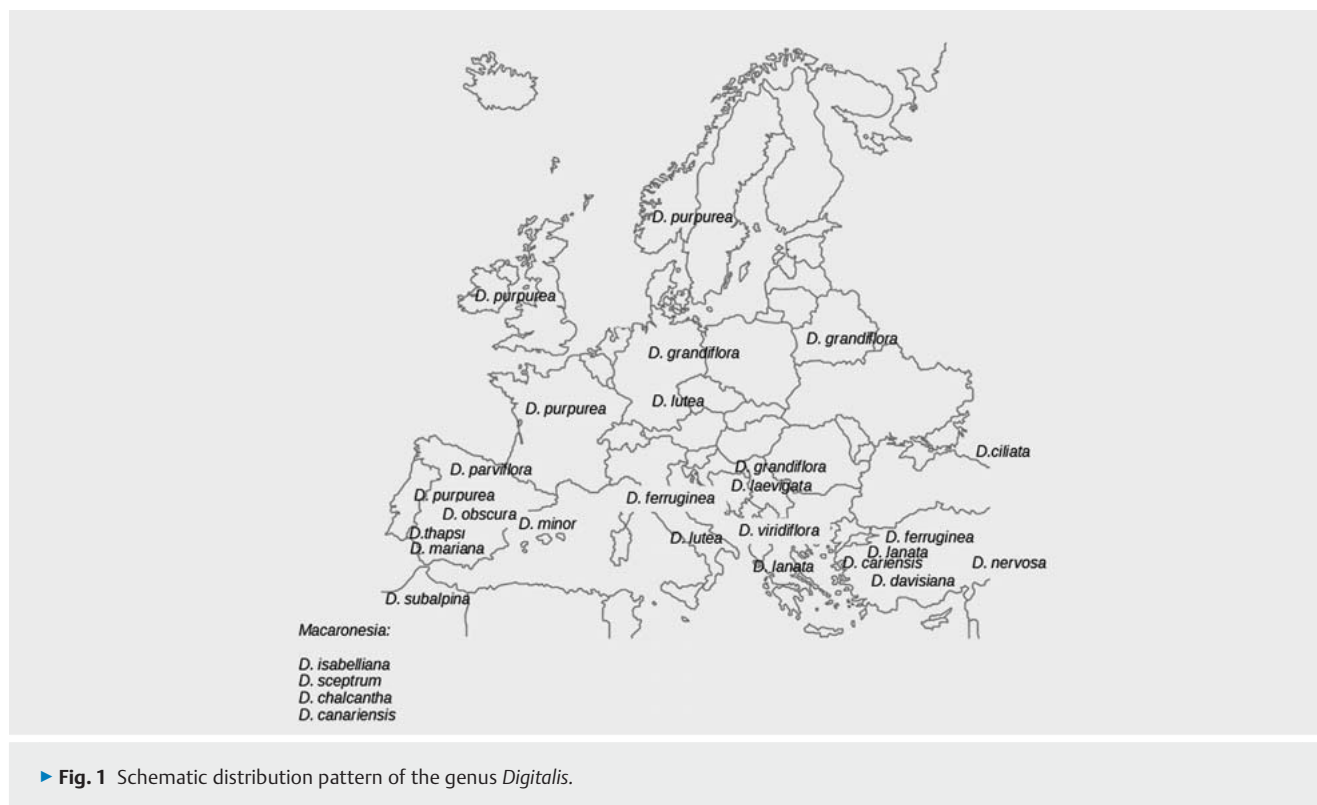 D. purpurea
D. purpurea
D. grandiflora
D. grandiflora
D. lutea
D. purpurea
D.ciliata
D. parviflora
D. grandiflora
D. laevigata
D. purpurea
D. ferruginea
D. obscura
D. minor
D. viridiflora
D.thapsi
D. lutea
D. ferruginea
D. mariana
D. lanata
D. lanata
D. cariensis
D. nervosa
D. davisiana
D. subalpina
Macaronesia:
D. isabelliana
D. sceptrum
D. chalcantha
D. canariensis
▶ Fig. 1 Schematic distribution pattern of the genus Digitalis.